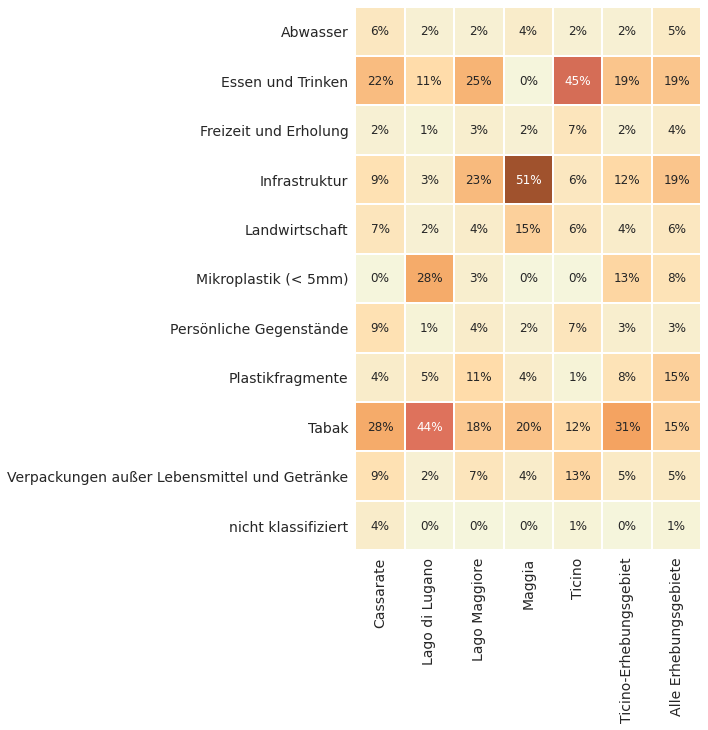 Abwasser 6% 2% 2% 4% 2% 2% 5%
Essen und Trinken 22% 11% 25% 0% 45% 19% 19%
Freizeit und Erholung 2% 1% 3% 2% 7% 2% 4%
Infrastruktur 9% 3% 23% 51% 6% 12% 19%
Landwirtschaft 7% 2% 4% 15% 6% 4% 6%
Mikroplastik (< 5mm) 0% 28% 3% 0% 0% 13% 8%
Persönliche Gegenstände 9% 1% 4% 2% 7% 3% 3%
Plastikfragmente 4% 5% 11% 4% 1% 8% 15%
Tabak 28% 44% 18% 20% 12% 31% 15%
Verpackungen außer Lebensmittel und Getränke 9% 2% 7% 4% 13% 5% 5%
nicht klassifiziert 4% 0% 0% 0% 1% 0% 1%
Cassarate
Lago di Lugano
Lago Maggiore
Maggia
Ticino
Ticino-Erhebungsgebiet
Alle Erhebungsgebiete